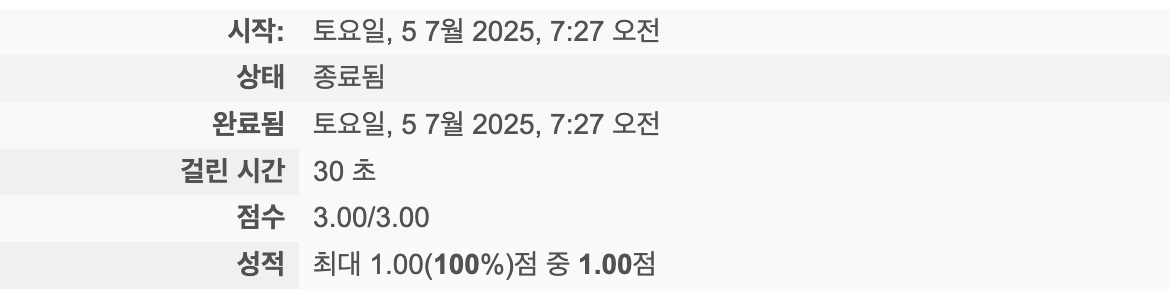 시작: 토요일, 5 7월 2025, 7:27 오전
상태 종료됨
완료됨 토요일, 5 7월 2025, 7:27 오전
걸린 시간 30 초
점수 3.00/3.00
성적 최대 1.00(100%)점 중 1.00점